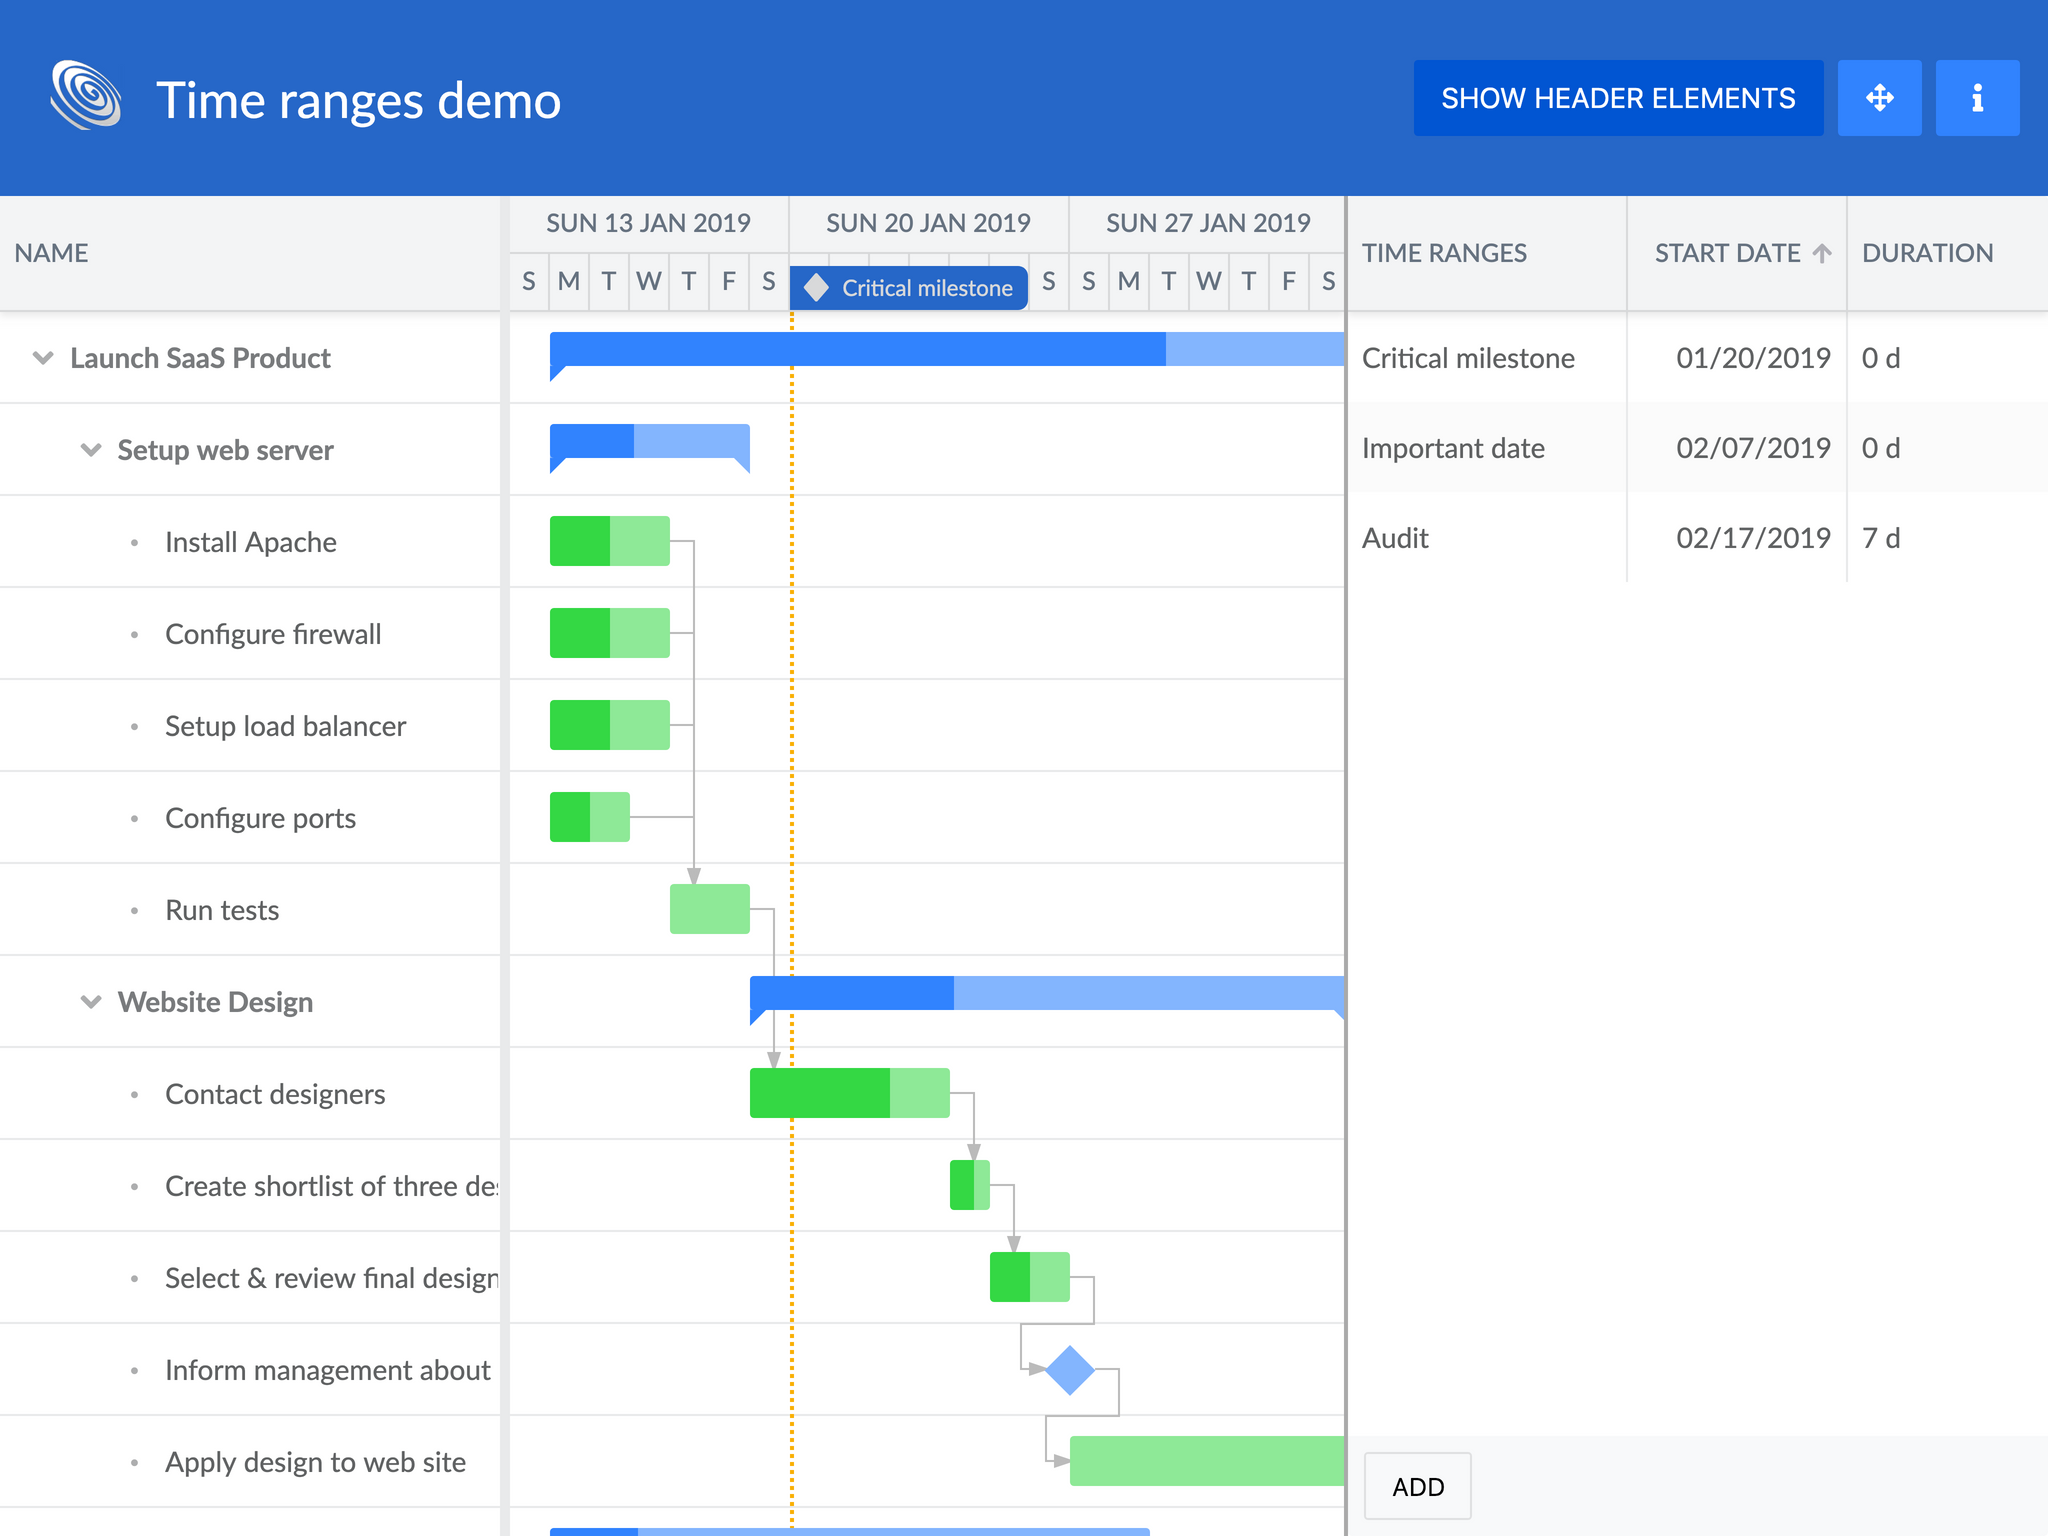 Time ranges demo
SHOW HEADER ELEMENTS
NAME
SUN 13 JAN 2019 SUN 20 JAN 2019 SUN 27 JAN 2019
S M T W T F S Critical milestone S S M T W T F S
TIME RANGES START DATE DURATION
Launch SaaS Product
Setup web server
Install Apache
Configure firewall
Setup load balancer
Configure ports
Run tests
Website Design
Contact designers
Create shortlist of three des
Select & review final design
Inform management about
Apply design to web site
Critical milestone 01/20/2019 0 d
Important date 02/07/2019 0 d
Audit 02/17/2019 7 d
ADD